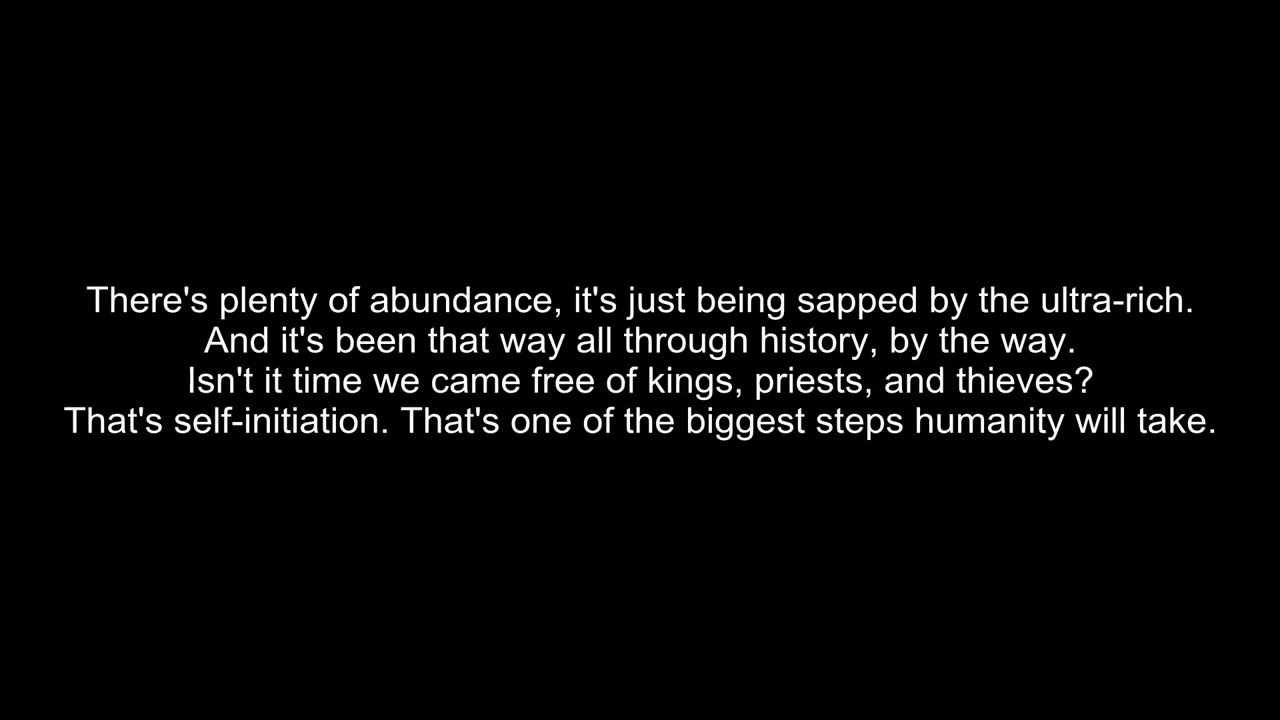 There's plenty of abundance, it's just being sapped by the ultra-rich.
And it's been that way all through history, by the way.
Isn't it time we came free of kings, priests, and thieves?
That's self-initiation. That's one of the biggest steps humanity will take.